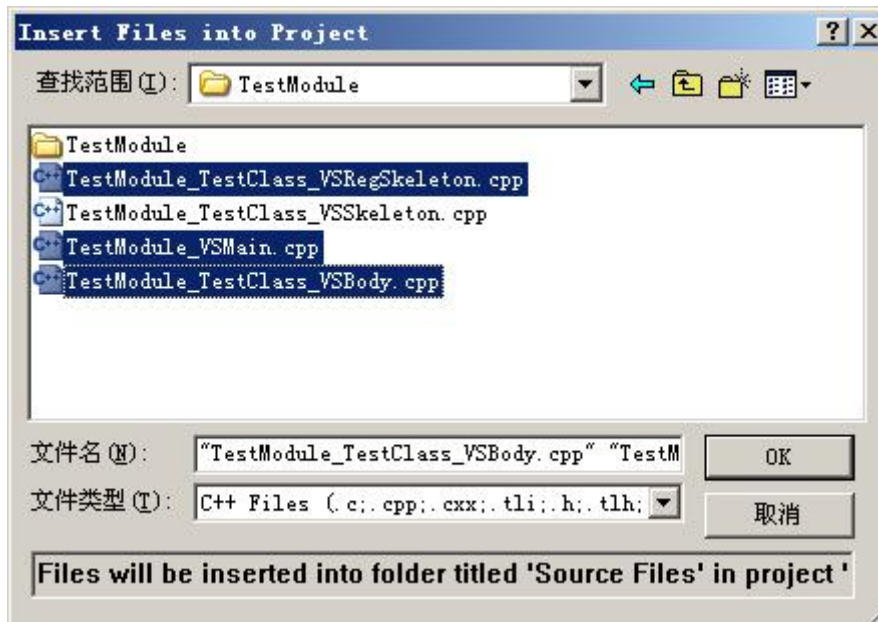 Insert Files into Project
查找范围(I): TestModule
TestModule
TestModule_TestClass_VSRegSkeleton.cpp
TestModule_TestClass_VSSkeleton.cpp
TestModule_VSMain.cpp
TestModule_TestClass_VSBody.cpp
文件名(N): "TestModule_TestClass_VSBody.cpp" "TestM
OK
文件类型(T): C++ Files (.c;.cpp;.cxx;.tli;.h;.tlh;
取消
Files will be inserted into folder titled 'Source Files' in project '